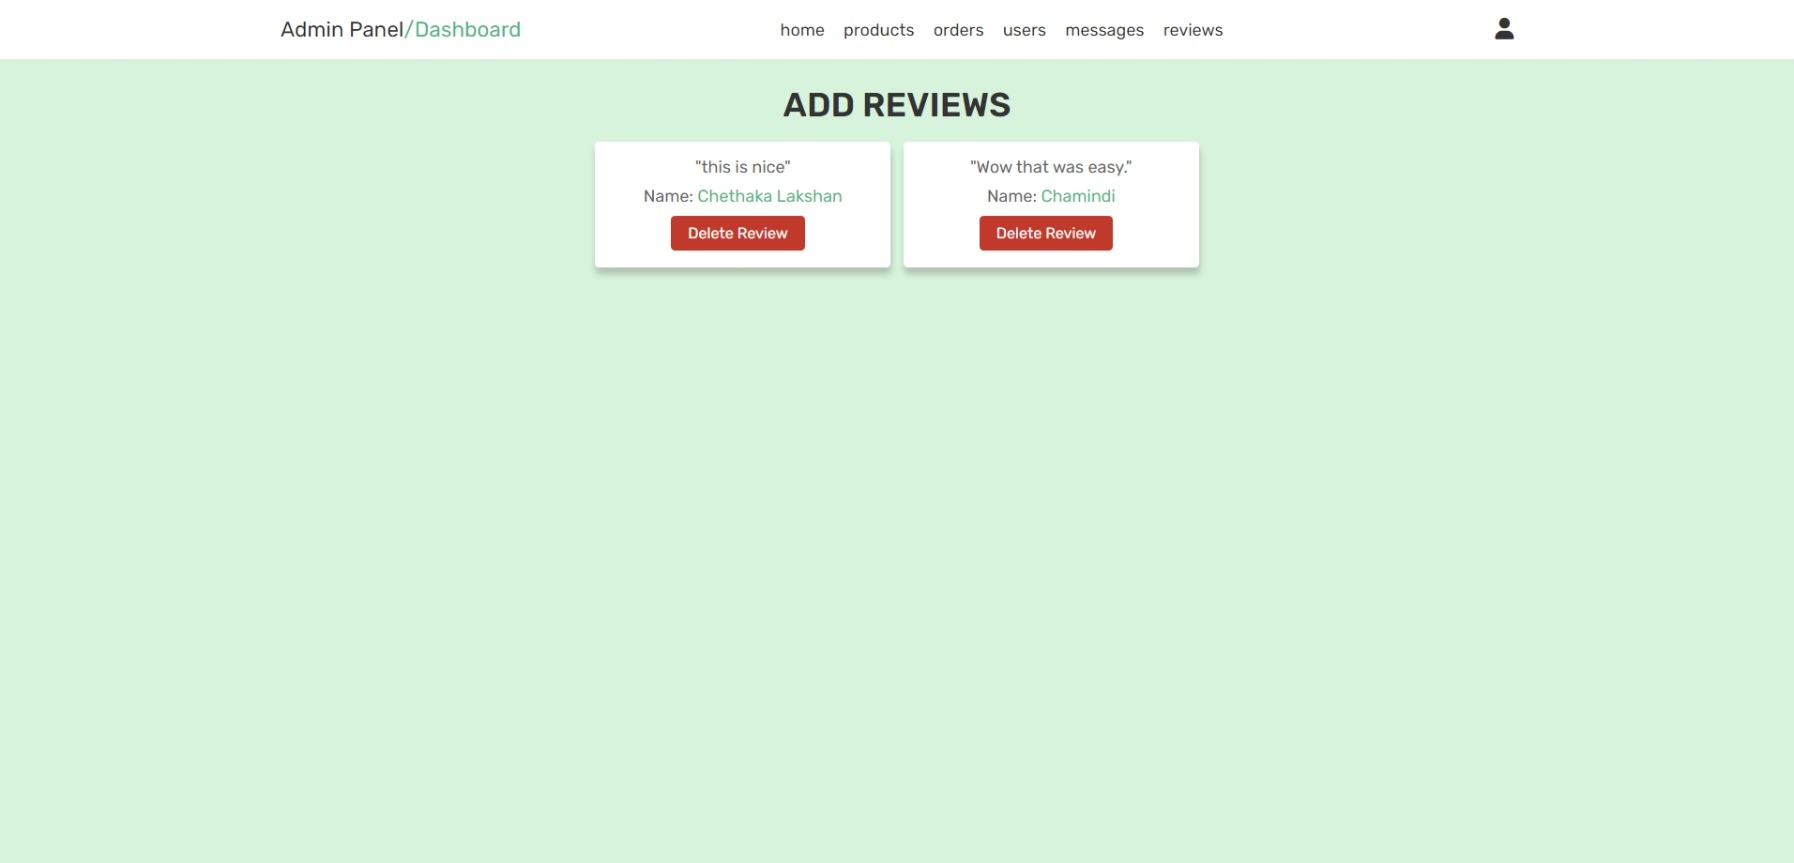 Admin Panel/Dashboard home products orders users messages reviews
ADD REVIEWS
"this is nice"
Name: Chethaka Lakshan
Delete Review
"Wow that was easy."
Name: Chamindi
Delete Review